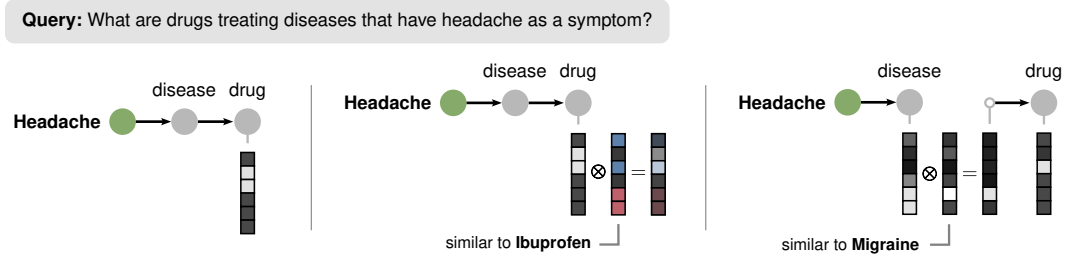 Query: What are drugs treating diseases that have headache as a symptom?
disease drug
Headache
disease drug
Headache
⊗ =
similar to Ibuprofen
disease drug
Headache
⊗ =
similar to Migraine